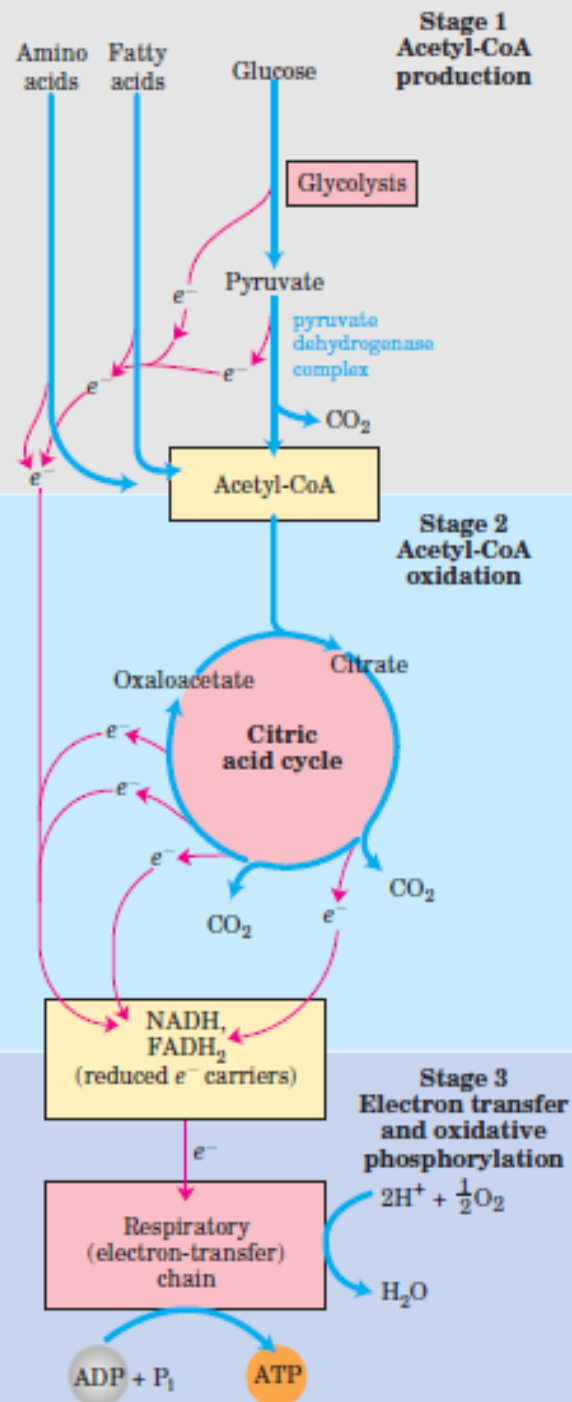 Stage 1
Acetyl-CoA
production
Amino
acids
Fatty
acids
Glucose
Glycolysis
Pyruvate
e⁻
pyruvate
dehydrogenase
complex
e⁻
e⁻
CO₂
e⁻
Acetyl-CoA
Stage 2
Acetyl-CoA
oxidation
Citrate
Oxaloacetate
Citric
acid cycle
e⁻
e⁻
e⁻
CO₂
e⁻
CO₂
NADH,
FADH₂
(reduced e⁻ carriers)
Stage 3
Electron transfer
and oxidative
phosphorylation
e⁻
2H⁺ + ½O₂
Respiratory
(electron-transfer)
chain
H₂O
ADP + Pᵢ
ATP